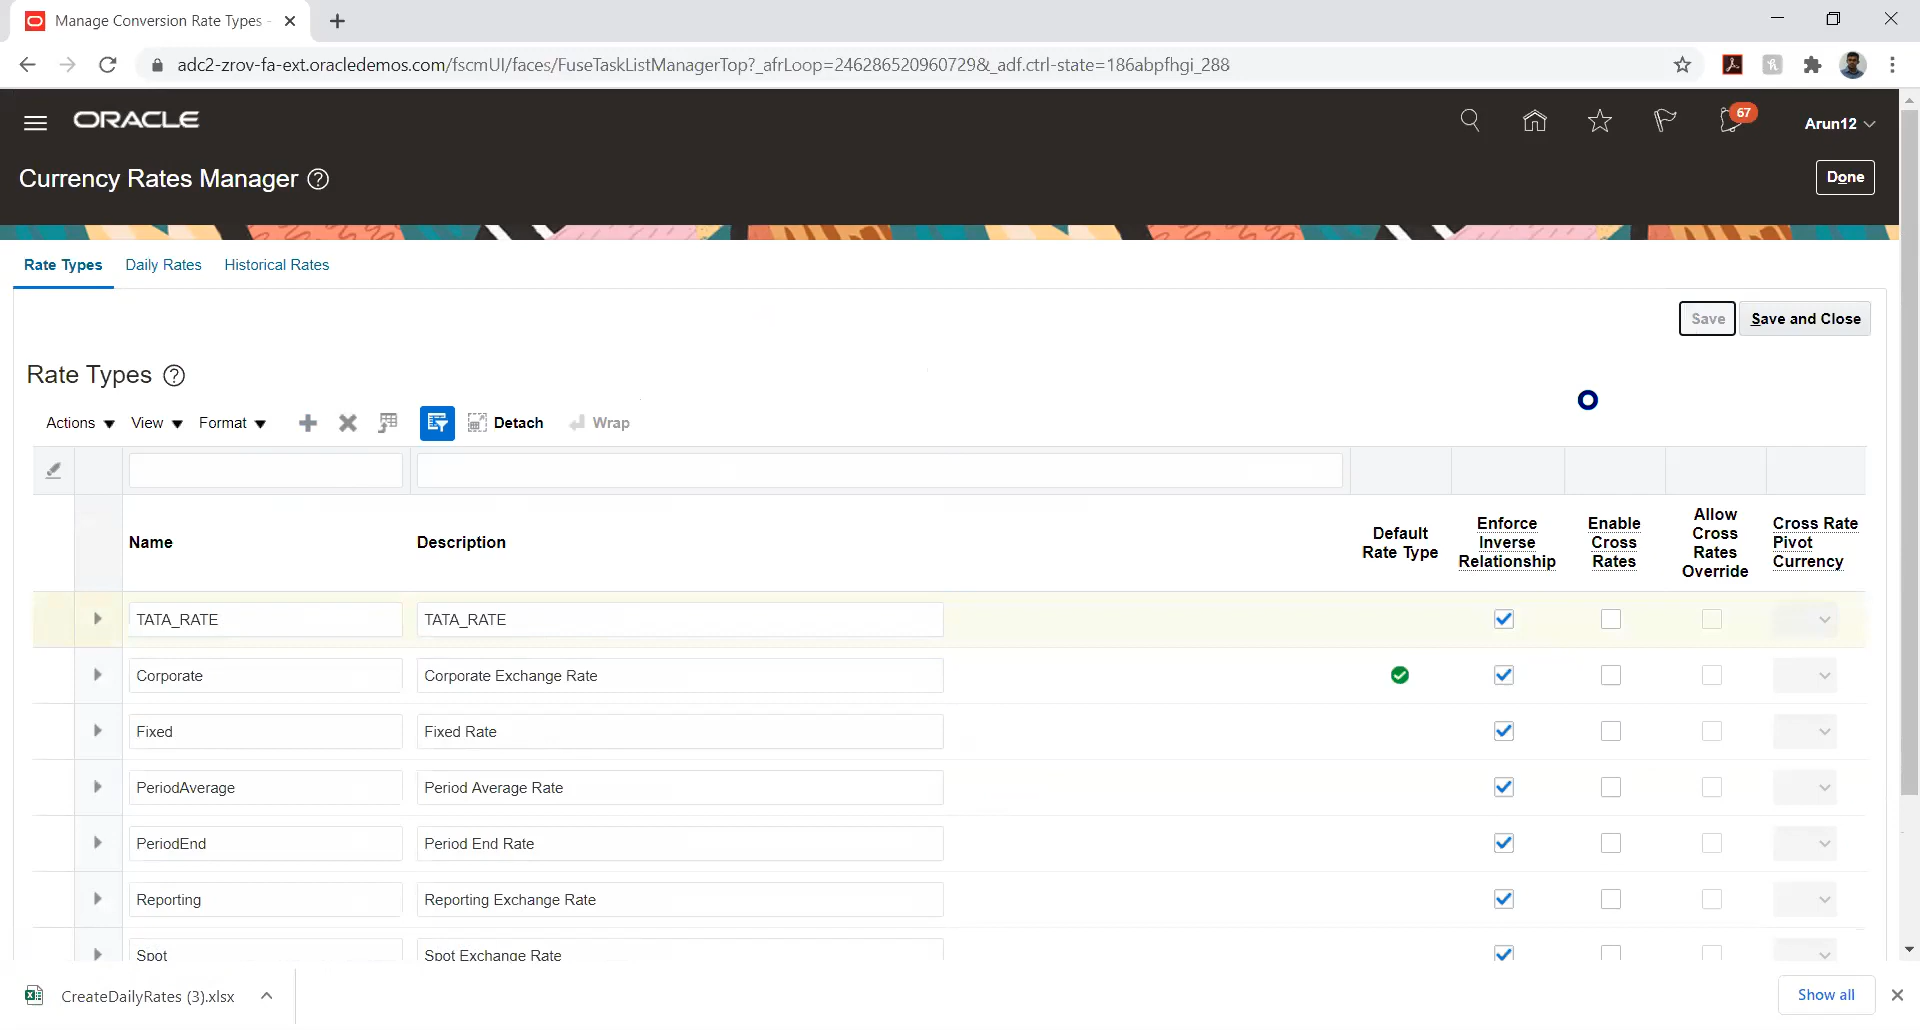 Manage Conversion Rate Types -
adc2-zrov-fa-ext.oracledemos.com/fscmUI/faces/FuseTaskListManagerTop?_afrLoop=246286520960729&_adf.ctrl-state=186abpfhgi_288
ORACLE
67
Arun12
Currency Rates Manager ?
Done
Rate Types Daily Rates Historical Rates
Save Save and Close
Rate Types ?
Actions View Format Detach Wrap
Name Description Default Rate Type Enforce Inverse Relationship Enable Cross Rates Allow Cross Rates Override Cross Rate Pivot Currency
TATA_RATE TATA_RATE
Corporate Corporate Exchange Rate
Fixed Fixed Rate
PeriodAverage Period Average Rate
PeriodEnd Period End Rate
Reporting Reporting Exchange Rate
Spot Spot Exchange Rate
CreateDailyRates (3).xlsx Show all